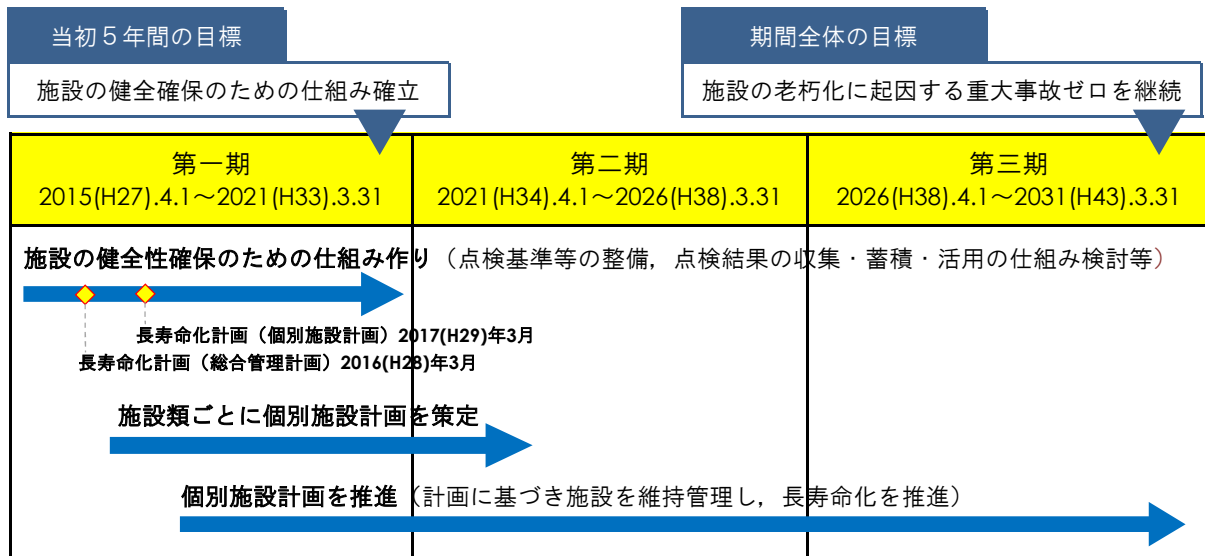 当初５年間の目標
施設の健全確保のための仕組み確立
期間全体の目標
施設の老朽化に起因する重大事故ゼロを継続
第一期
2015(H27).4.1～2021(H33).3.31
第二期
2021(H34).4.1～2026(H38).3.31
第三期
2026(H38).4.1～2031(H43).3.31
施設の健全性確保のための仕組み作り（点検基準等の整備，点検結果の収集・蓄積・活用の仕組み検討等）
長寿命化計画（個別施設計画）2017(H29)年3月
長寿命化計画（総合管理計画）2016(H28)年3月
施設類ごとに個別施設計画を策定
個別施設計画を推進（計画に基づき施設を維持管理し，長寿命化を推進）